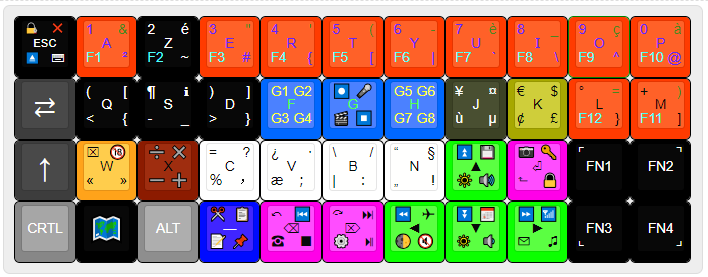 1 & 2 é 3 " 4 ' 5 ( 6 - 7 è 8 _ 9 ç 0 à
ESC A Z E R T Y U I O P
F1 ² F2 ~ F3 # F4 { F5 [ F6 | F7 ` F8 \ F9 ^ F10 @
( [ ¶ ℹ ) ] G1 G2 G5 G6 ¥ ¤ € $ ° = + )
⇄ Q S D F G H J K L M
< { > } G3 G4 G7 G8 ù µ ¢ £ F12 } F11 ]
18 ÷ × = ? ¿ · \ / “ §
↑ W X C V B N FN1 FN2
« » − + % , æ ; | : „ !
CRTL ALT
FN3 FN4